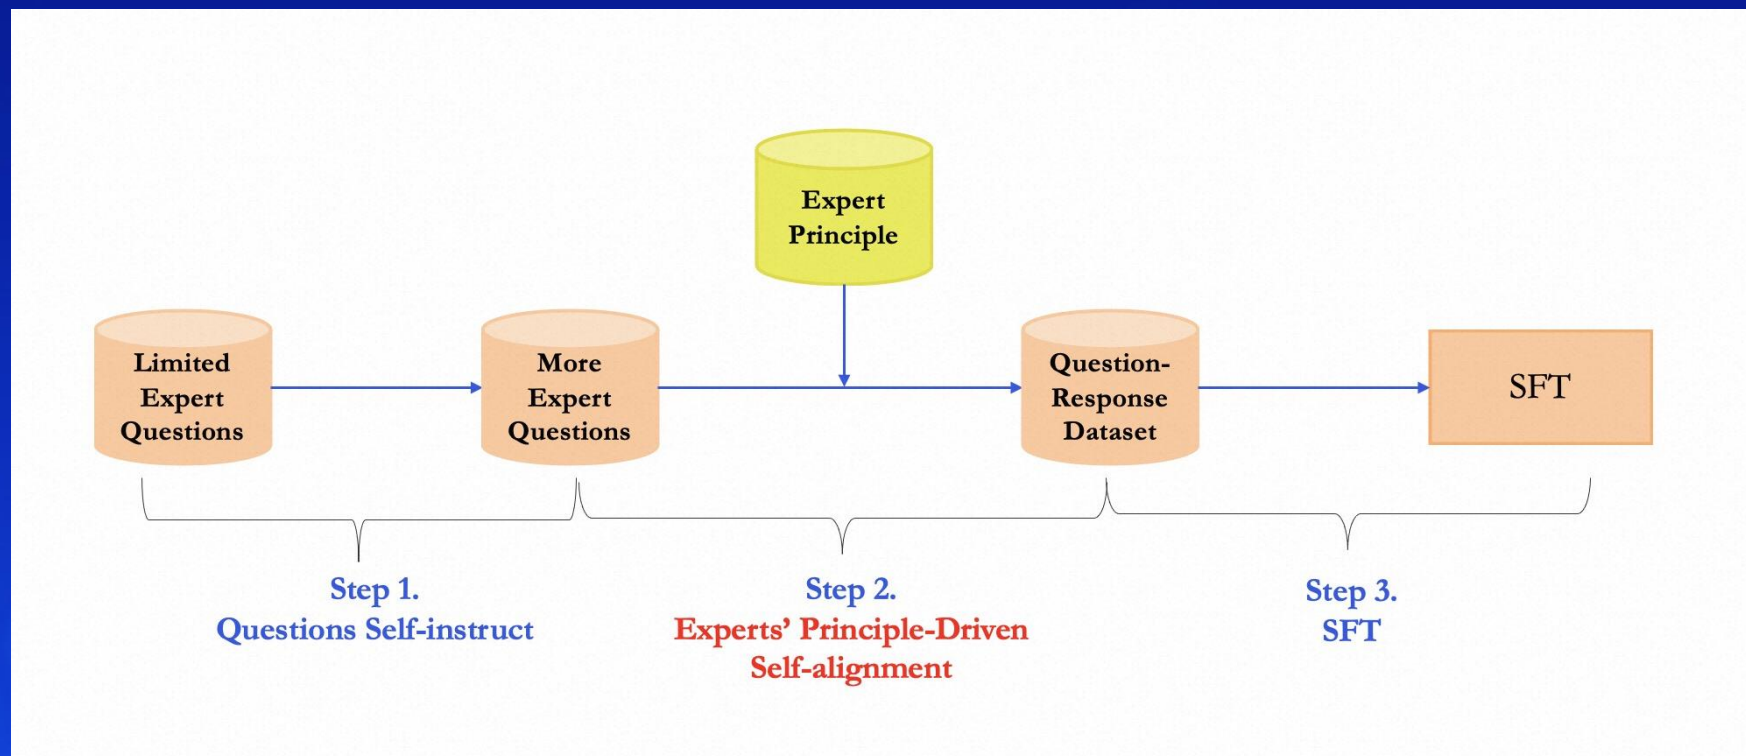 Expert
Principle
Limited
Expert
Questions
More
Expert
Questions
Question-
Response
Dataset
SFT
Step 1.
Questions Self-instruct
Step 2.
Experts’ Principle-Driven
Self-alignment
Step 3.
SFT